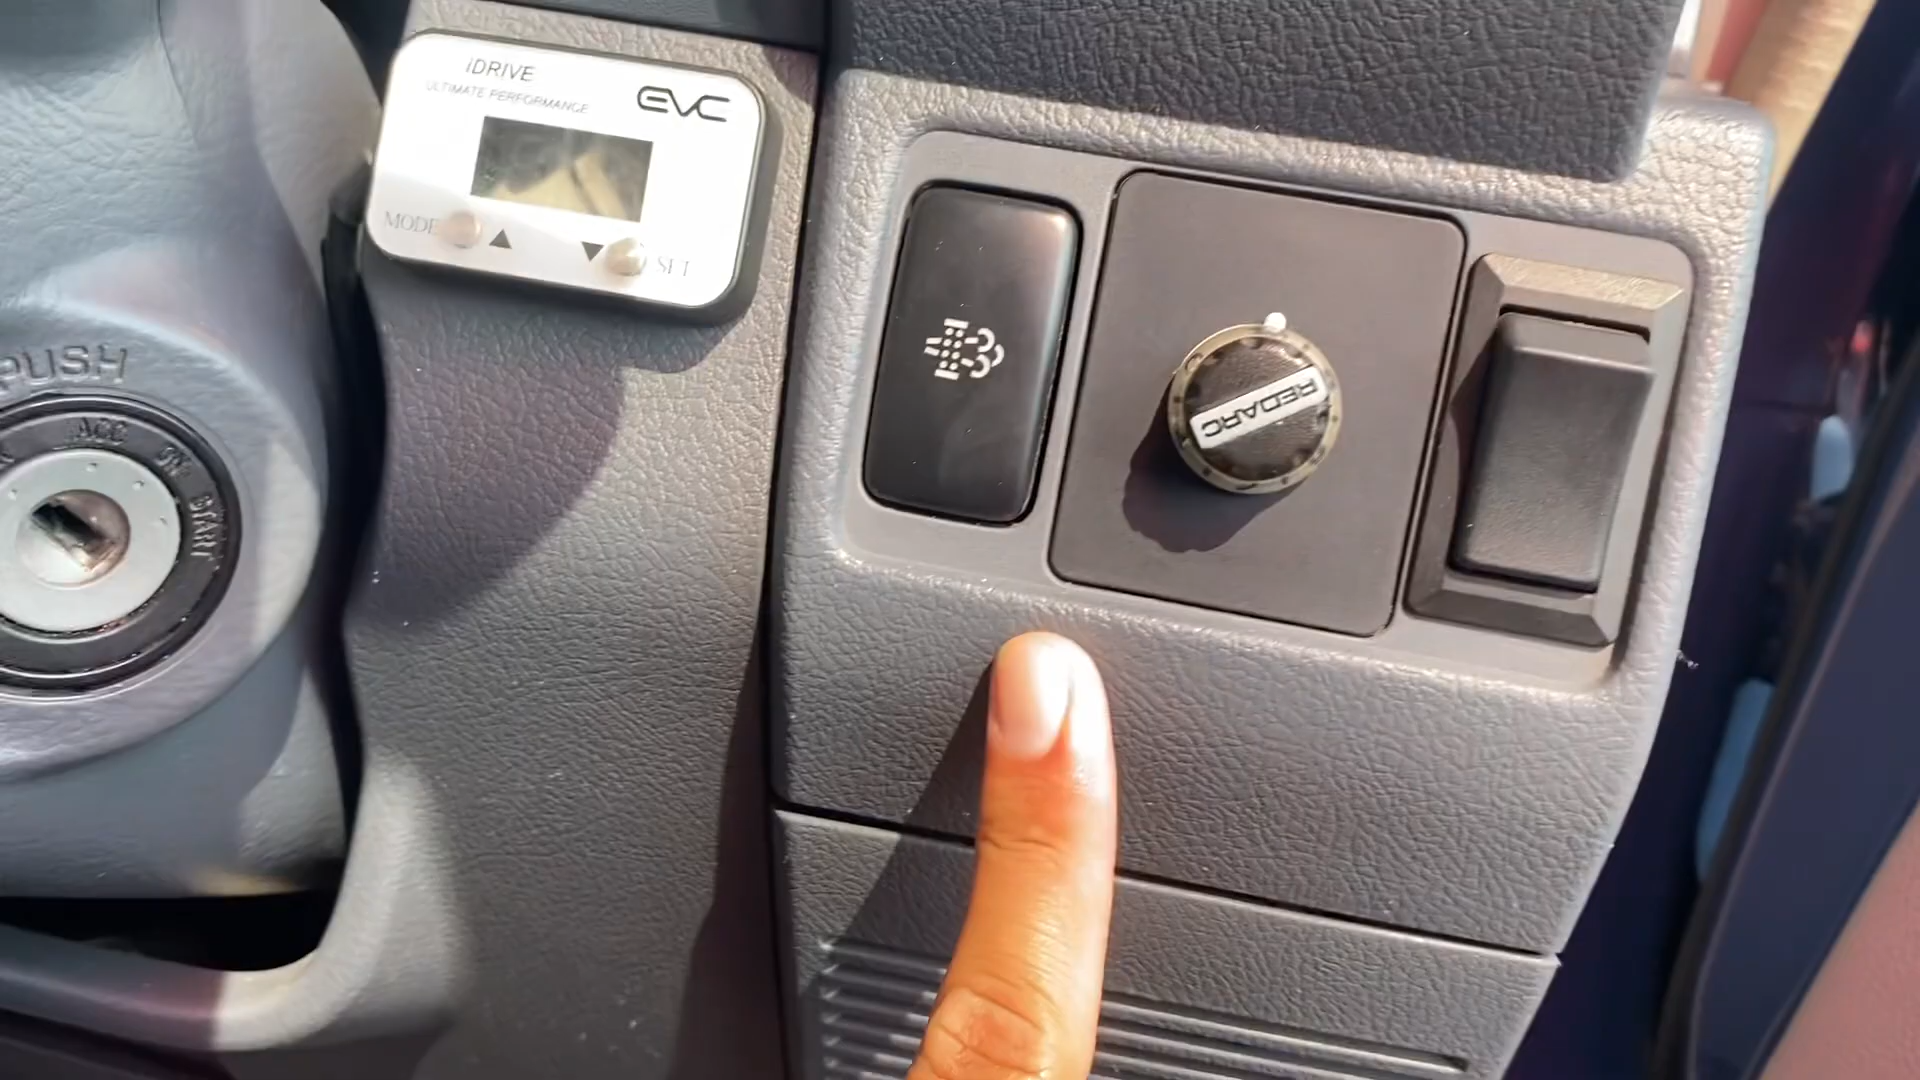 iDRIVE
ULTIMATE PERFORMANCE
EVC
MODE
SET
PUSH
ACC
ON
START
REDARC